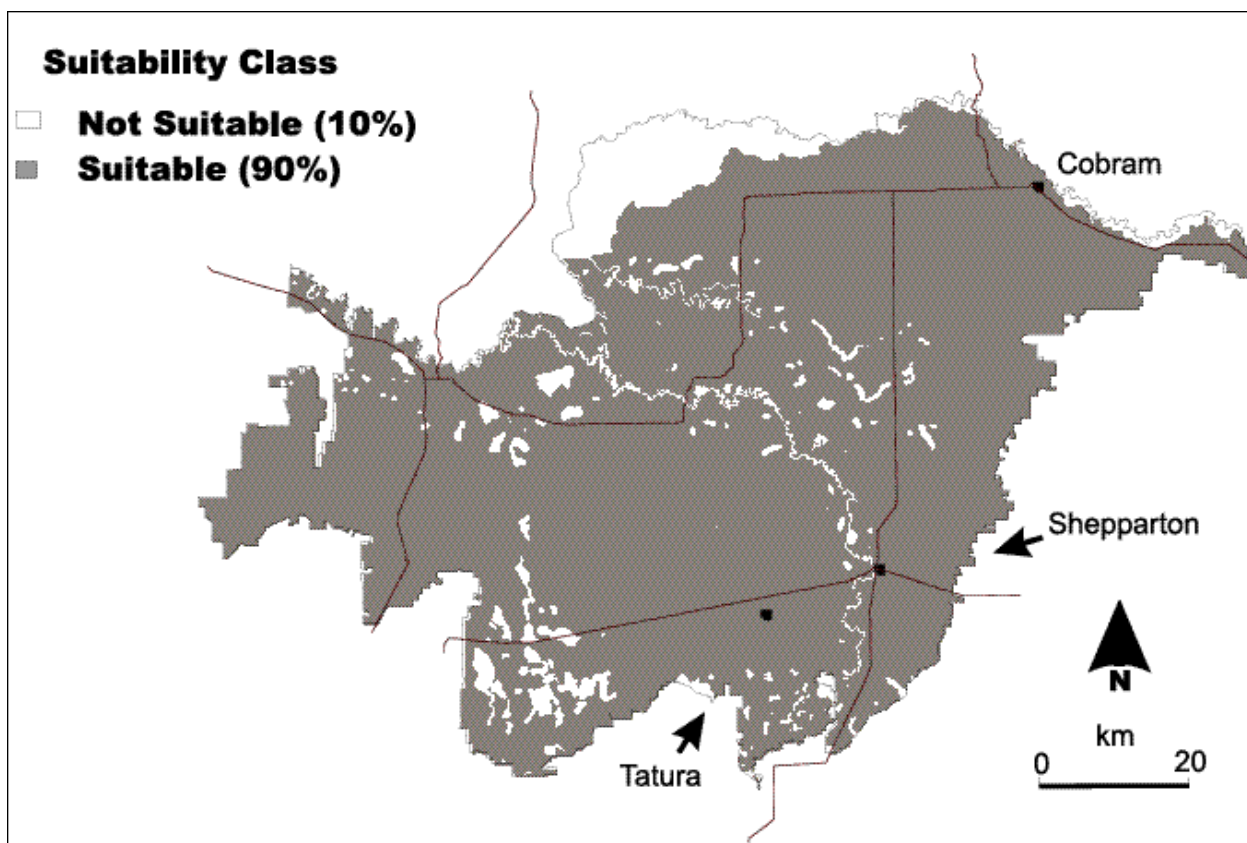 Suitability Class
Not Suitable (10%)
Suitable (90%)
Cobram
Shepparton
Tatura
N
km
0 20